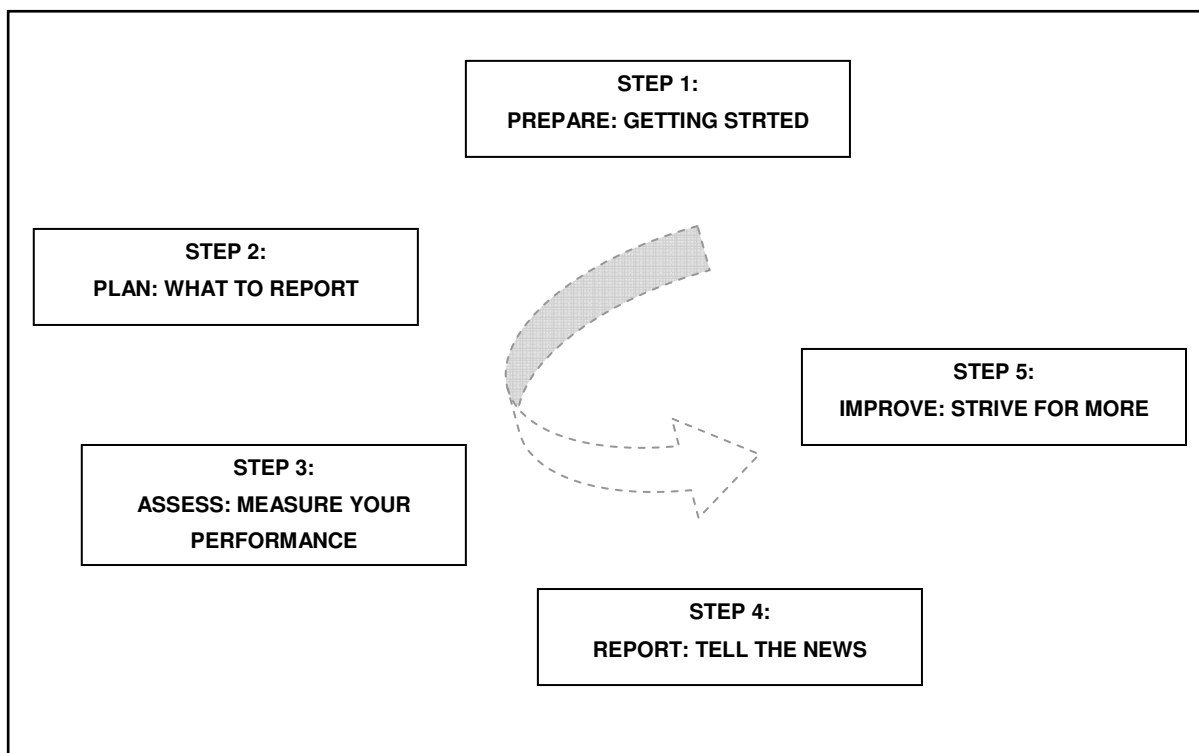 STEP 1:
PREPARE: GETTING STRTED
STEP 2:
PLAN: WHAT TO REPORT
STEP 3:
ASSESS: MEASURE YOUR
PERFORMANCE
STEP 4:
REPORT: TELL THE NEWS
STEP 5:
IMPROVE: STRIVE FOR MORE